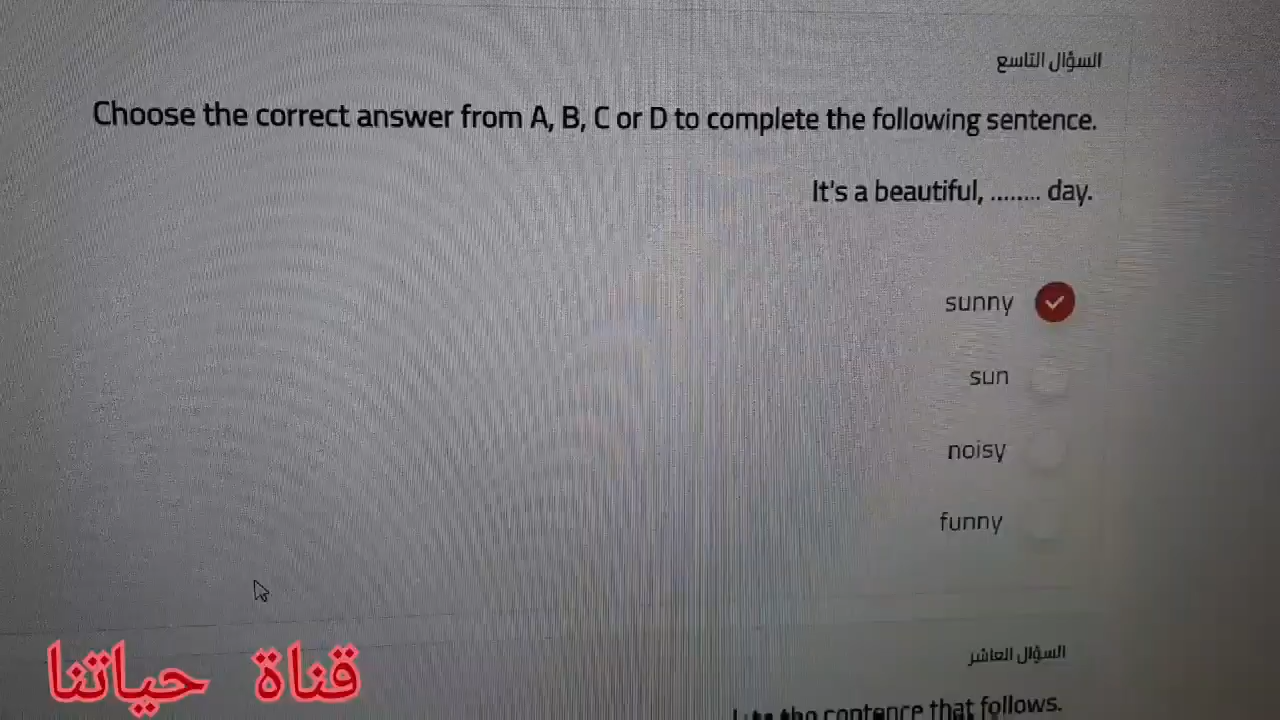 السؤال التاسع
Choose the correct answer from A, B, C or D to complete the following sentence.
It's a beautiful, ........ day.
sunny
sun
noisy
funny
السؤال العاشر
the sentence that follows.
قناة حياتنا